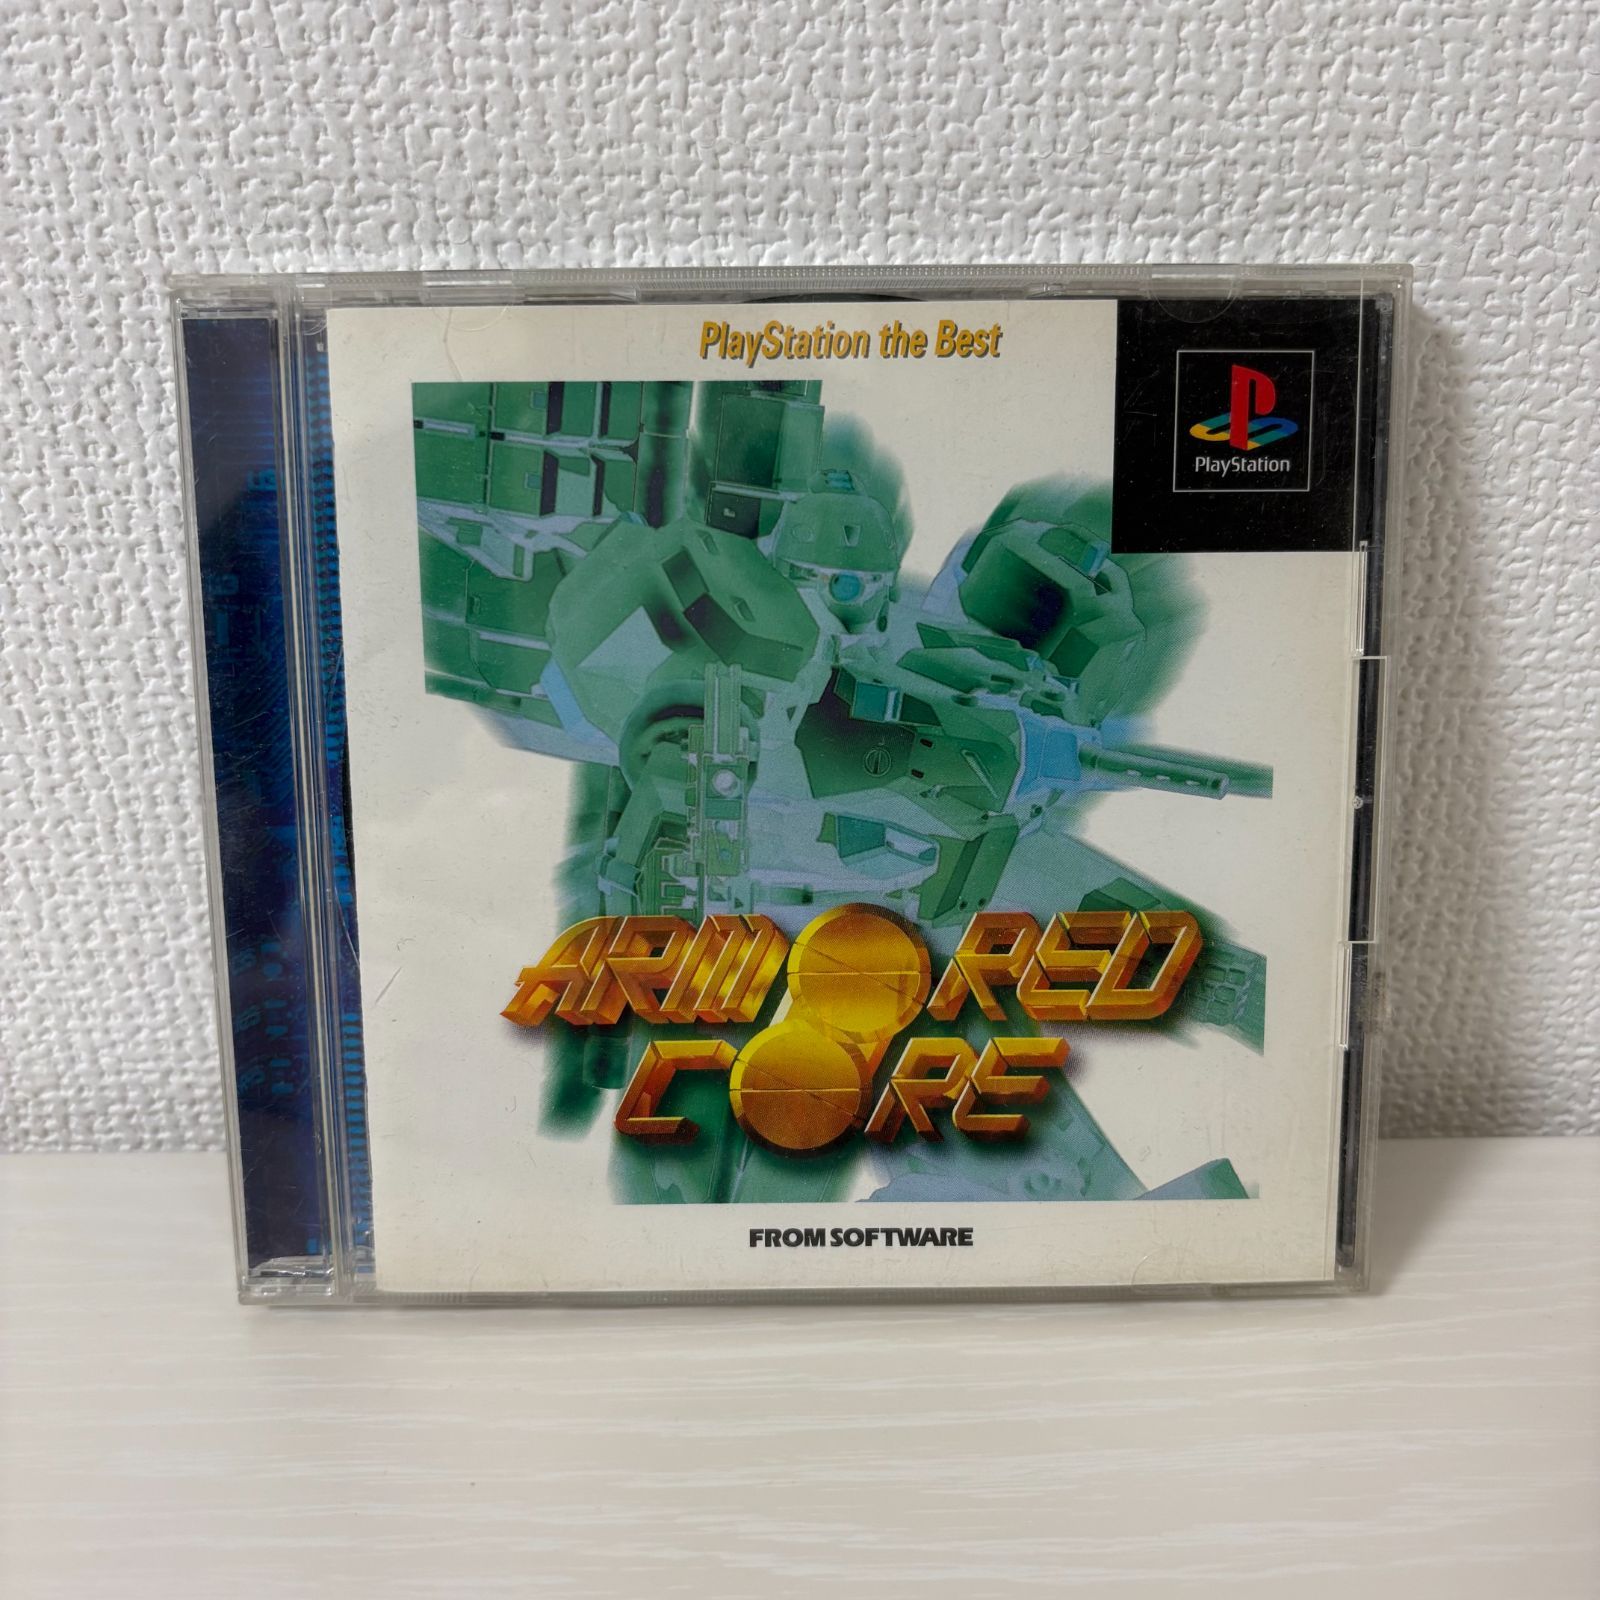 PlayStation the Best
PlayStation
ARMORED
CORE
FROM SOFTWARE